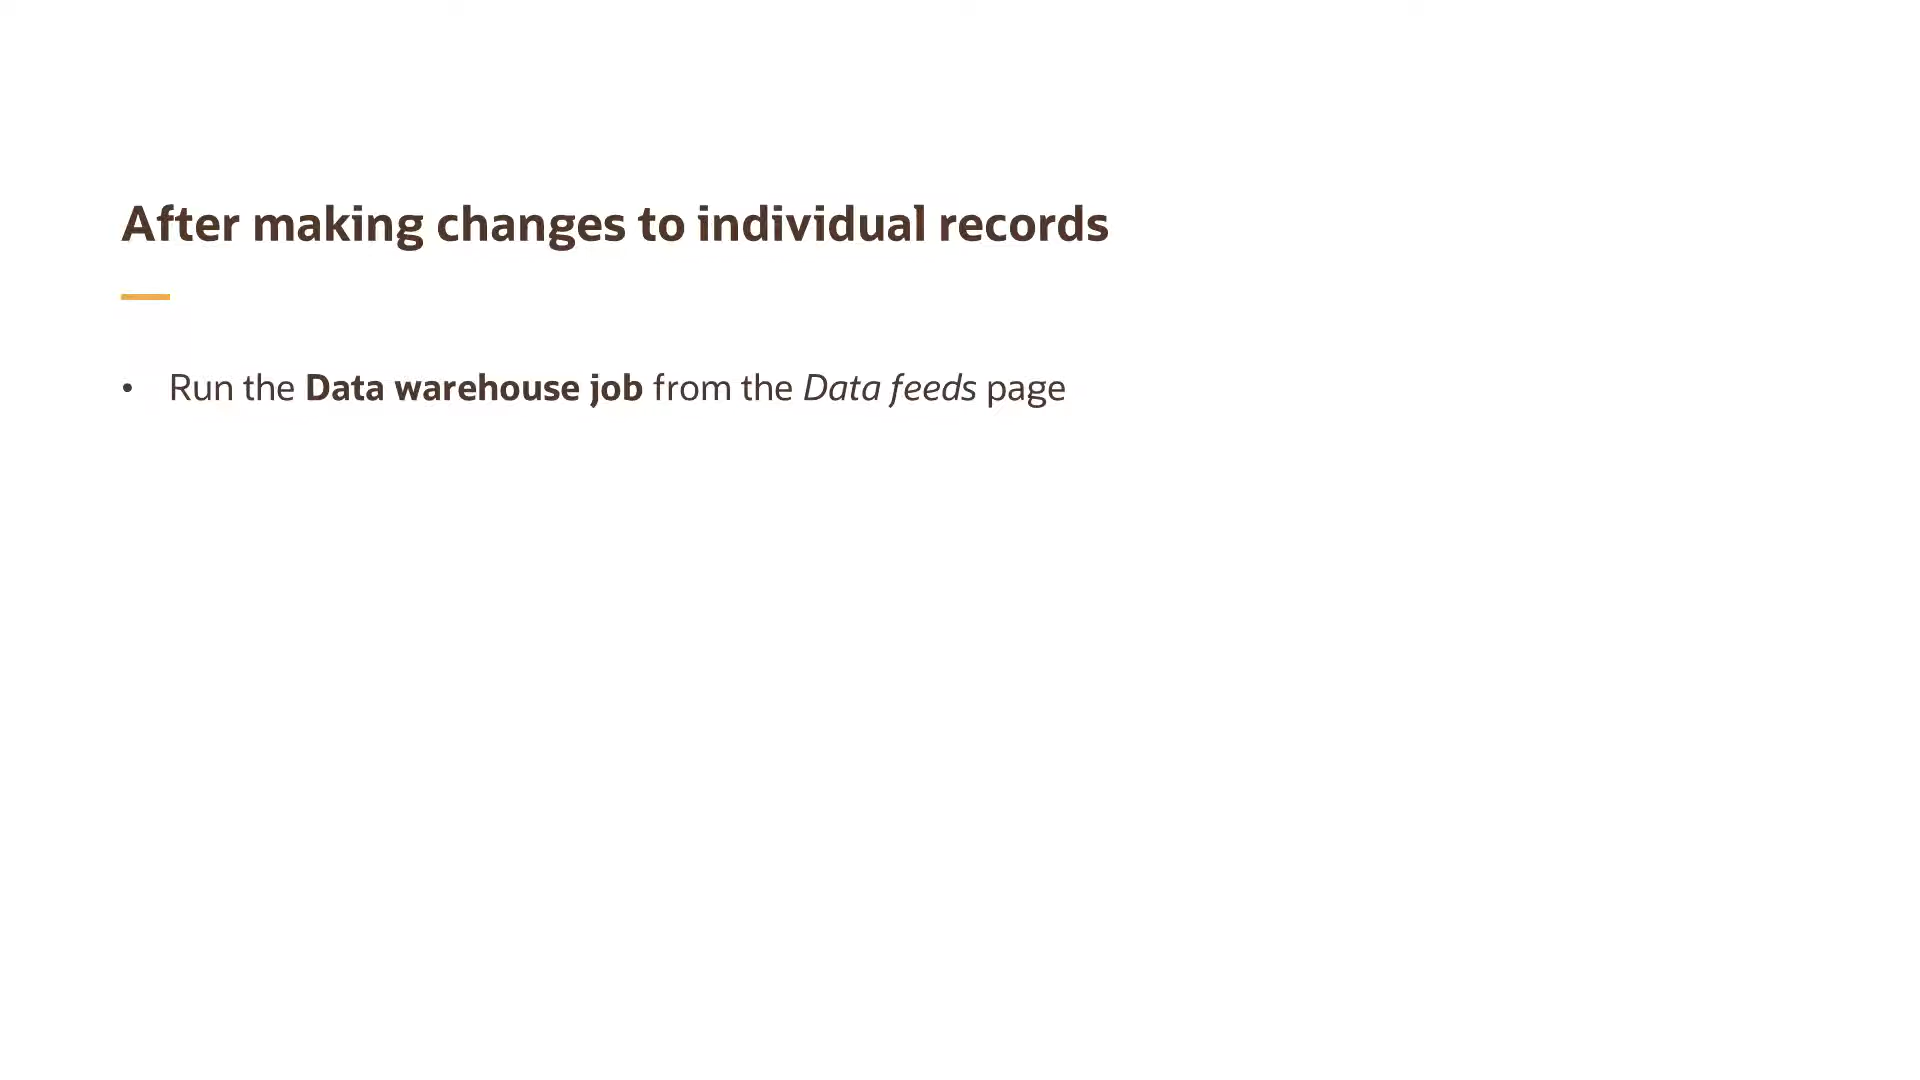 After making changes to individual records
• Run the Data warehouse job from the Data feeds page